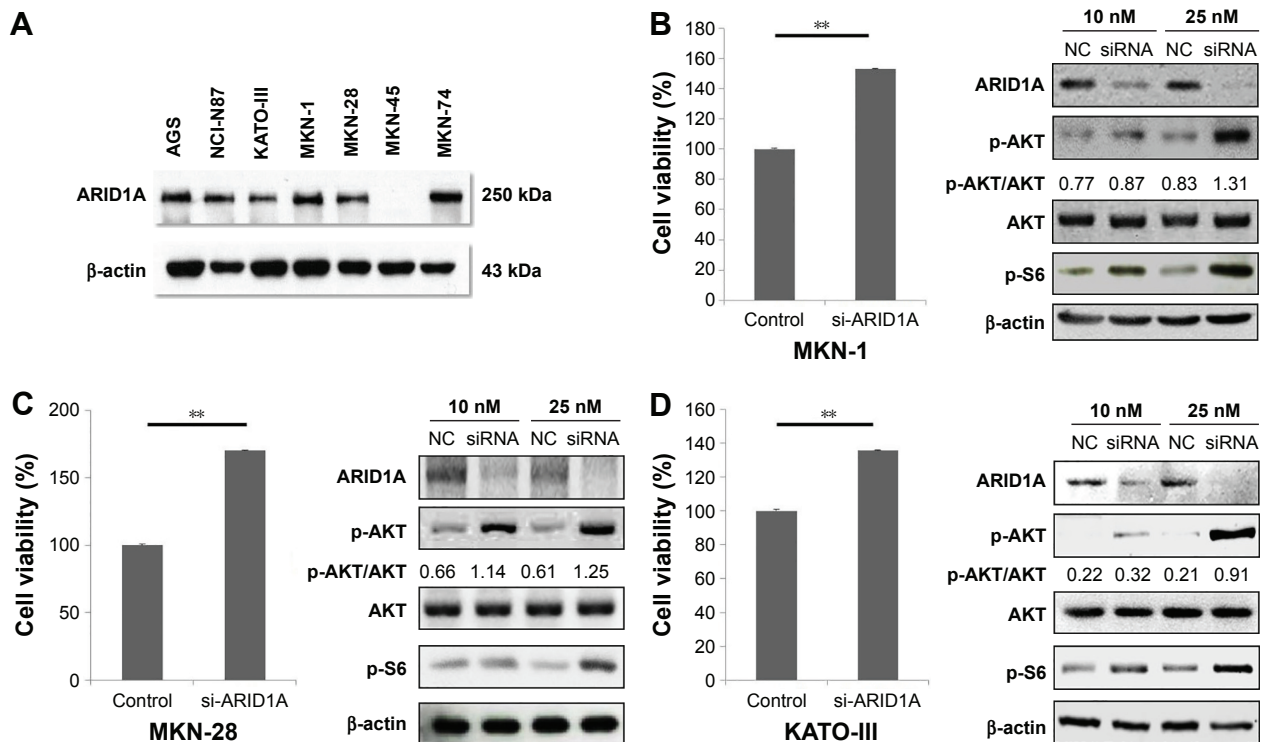 A
AGS
NCI-N87
KATO-III
MKN-1
MKN-28
MKN-45
MKN-74
ARID1A
250 kDa
β-actin
43 kDa
B
Cell viability (%)
180
160
140
120
100
80
60
40
20
0
**
Control si-ARID1A
MKN-1
10 nM 25 nM
NC siRNA NC siRNA
ARID1A
p-AKT
p-AKT/AKT 0.77 0.87 0.83 1.31
AKT
p-S6
β-actin
C
Cell viability (%)
200
150
100
50
0
**
Control si-ARID1A
MKN-28
10 nM 25 nM
NC siRNA NC siRNA
ARID1A
p-AKT
p-AKT/AKT 0.66 1.14 0.61 1.25
AKT
p-S6
β-actin
D
Cell viability (%)
160
140
120
100
80
60
40
20
0
**
Control si-ARID1A
KATO-III
10 nM 25 nM
NC siRNA NC siRNA
ARID1A
p-AKT
p-AKT/AKT 0.22 0.32 0.21 0.91
AKT
p-S6
β-actin